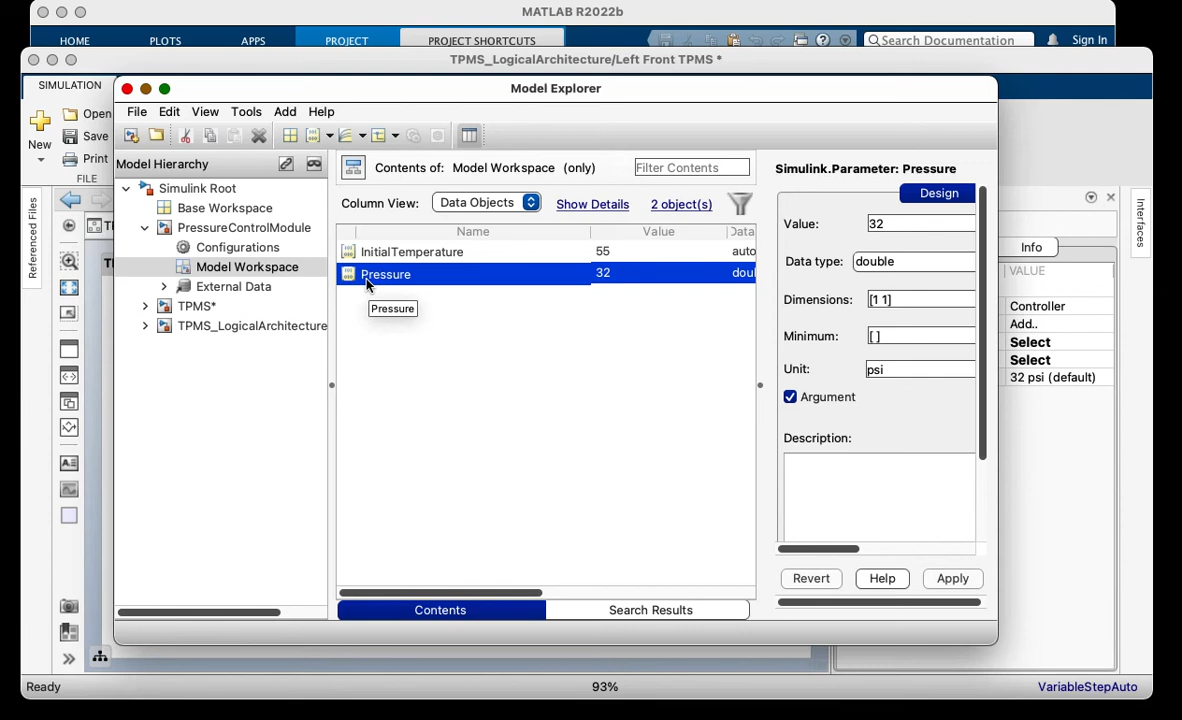 MATLAB R2022b
HOME PLOTS APPS PROJECT PROJECT SHORTCUTS Search Documentation Sign In
TPMS_LogicalArchitecture/Left Front TPMS *
SIMULATION
Model Explorer
File Edit View Tools Add Help
Open
New
Save
Print
FILE
Model Hierarchy
Contents of: Model Workspace (only) Filter Contents
Simulink.Parameter: Pressure
Simulink Root
Base Workspace
PressureControlModule
Configurations
Model Workspace
External Data
TPMS*
TPMS_LogicalArchitecture
Column View: Data Objects Show Details 2 object(s)
Name Value Data
InitialTemperature 55 auto
Pressure 32 doul
Pressure
Contents Search Results
Design
Value: 32
Data type: double
Dimensions: [1 1]
Minimum: [ ]
Unit: psi
Argument
Description:
Revert Help Apply
Referenced Files
Interfaces
Info
VALUE
Controller
Add..
Select
Select
32 psi (default)
Ready 93% VariableStepAuto